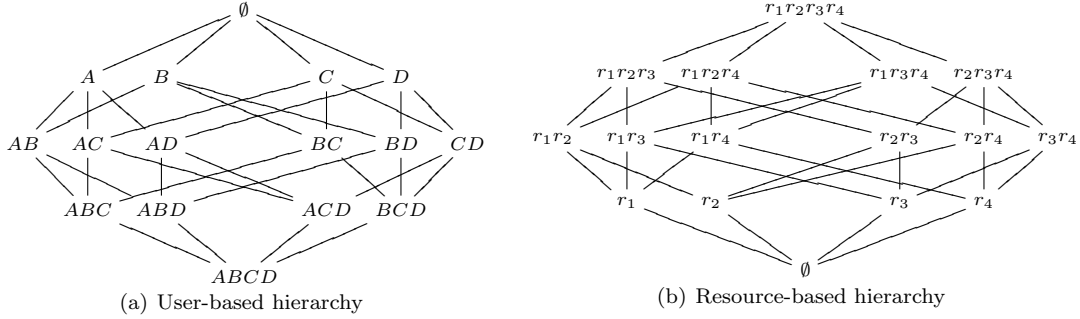 ∅
A B C D
AB AC AD BC BD CD
ABC ABD ACD BCD
ABCD
(a) User-based hierarchy
r₁r₂r₃r₄
r₁r₂r₃ r₁r₂r₄ r₁r₃r₄ r₂r₃r₄
r₁r₂ r₁r₃ r₁r₄ r₂r₃ r₂r₄ r₃r₄
r₁ r₂ r₃ r₄
∅
(b) Resource-based hierarchy